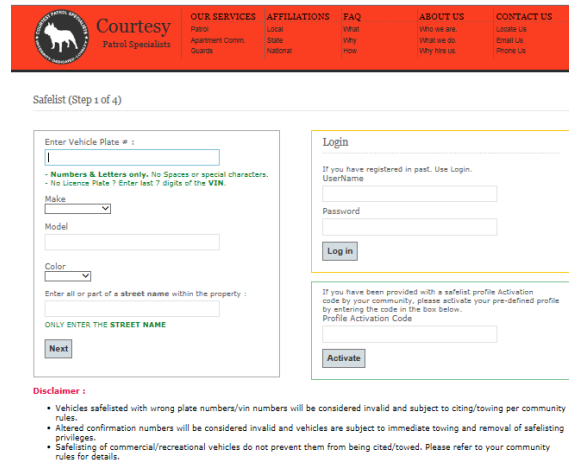 COURTESY PATROL SPECIALISTS
Courtesy
Patrol Specialists
OUR SERVICES
Patrol
Apartment Comm.
Guards
AFFILIATIONS
Local
State
National
FAQ
What
Why
How
ABOUT US
Who we are.
What we do.
Why hire us.
CONTACT US
Locate Us
Email Us
Phone Us
Safelist (Step 1 of 4)
Enter Vehicle Plate # :
- Numbers & Letters only. No Spaces or special characters.
- No Licence Plate ? Enter last 7 digits of the VIN.
Make
Model
Color
Enter all or part of a street name within the property :
ONLY ENTER THE STREET NAME
Next
Login
If you have registered in past. Use Login.
UserName
Password
Log in
If you have been provided with a safelist profile Activation
code by your community, please activate your pre-defined profile
by entering the code in the box below.
Profile Activation Code
Activate
Disclaimer :
• Vehicles safelisted with wrong plate numbers/vin numbers will be considered invalid and subject to citing/towing per community
rules.
• Altered confirmation numbers will be considered invalid and vehicles are subject to immediate towing and removal of safelisting
privileges.
• Safelisting of commercial/recreational vehicles do not prevent them from being cited/towed. Please refer to your community
rules for details.